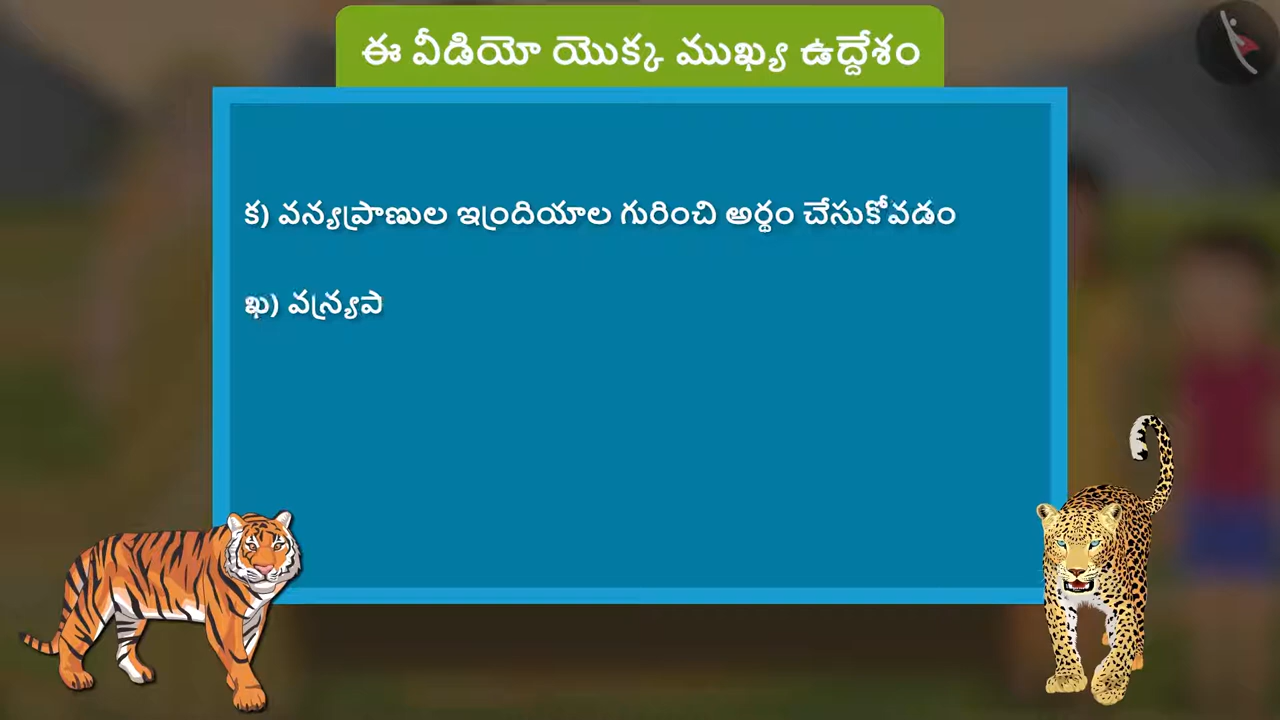 ఈ వీడియో యొక్క ముఖ్య ఉద్దేశం
క) వన్యప్రాణుల ఇంద్రియాల గురించి అర్థం చేసుకోవడం
ఖ) వన్యప్రా